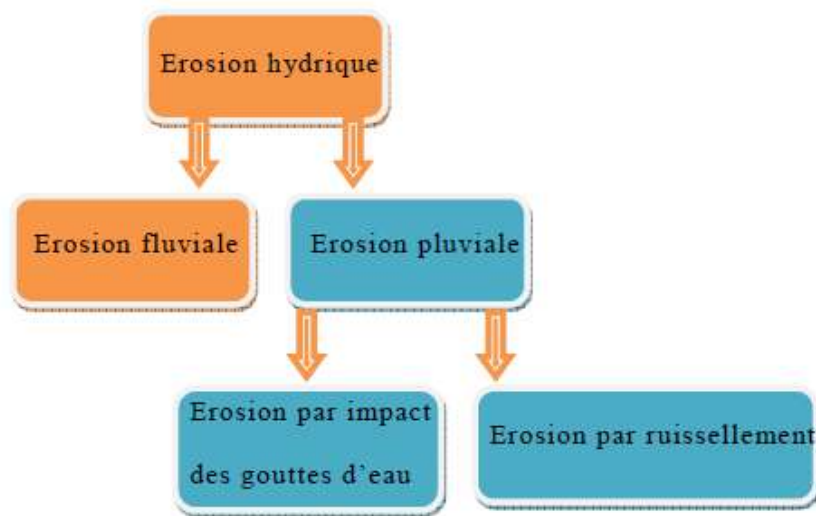 Erosion hydrique
Erosion fluviale
Erosion pluviale
Erosion par impact
des gouttes d’eau
Erosion par ruissellement